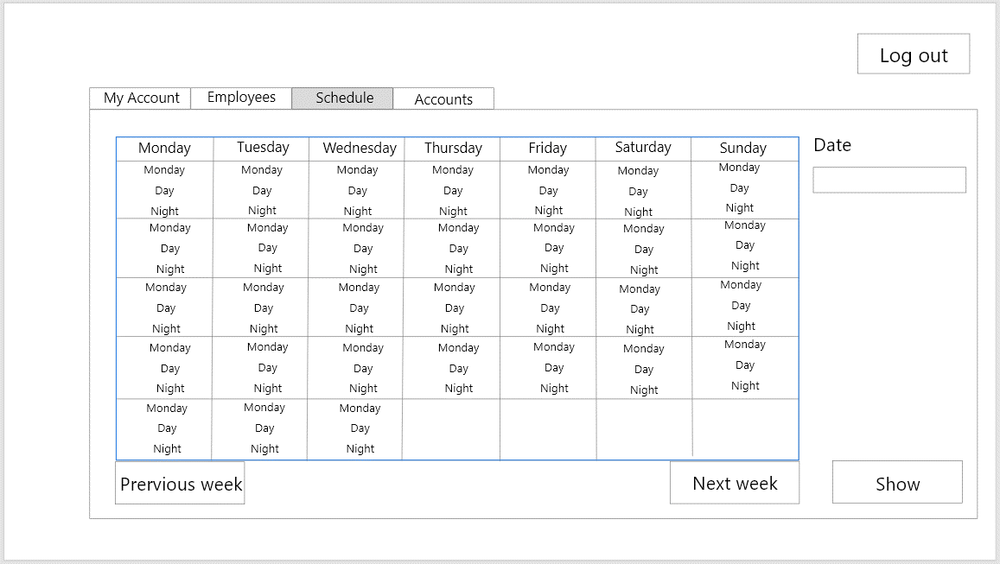 Log out
My Account Employees Schedule Accounts
Monday Tuesday Wednesday Thursday Friday Saturday Sunday
Date
Monday Monday Monday Monday Monday Monday Monday
Day Day Day Day Day Day Day
Night Night Night Night Night Night Night
Monday Monday Monday Monday Monday Monday Monday
Day Day Day Day Day Day Day
Night Night Night Night Night Night Night
Monday Monday Monday Monday Monday Monday Monday
Day Day Day Day Day Day Day
Night Night Night Night Night Night Night
Monday Monday Monday Monday Monday Monday Monday
Day Day Day Day Day Day Day
Night Night Night Night Night Night Night
Monday Monday Monday
Day Day Day
Night Night Night
Prervious week Next week Show